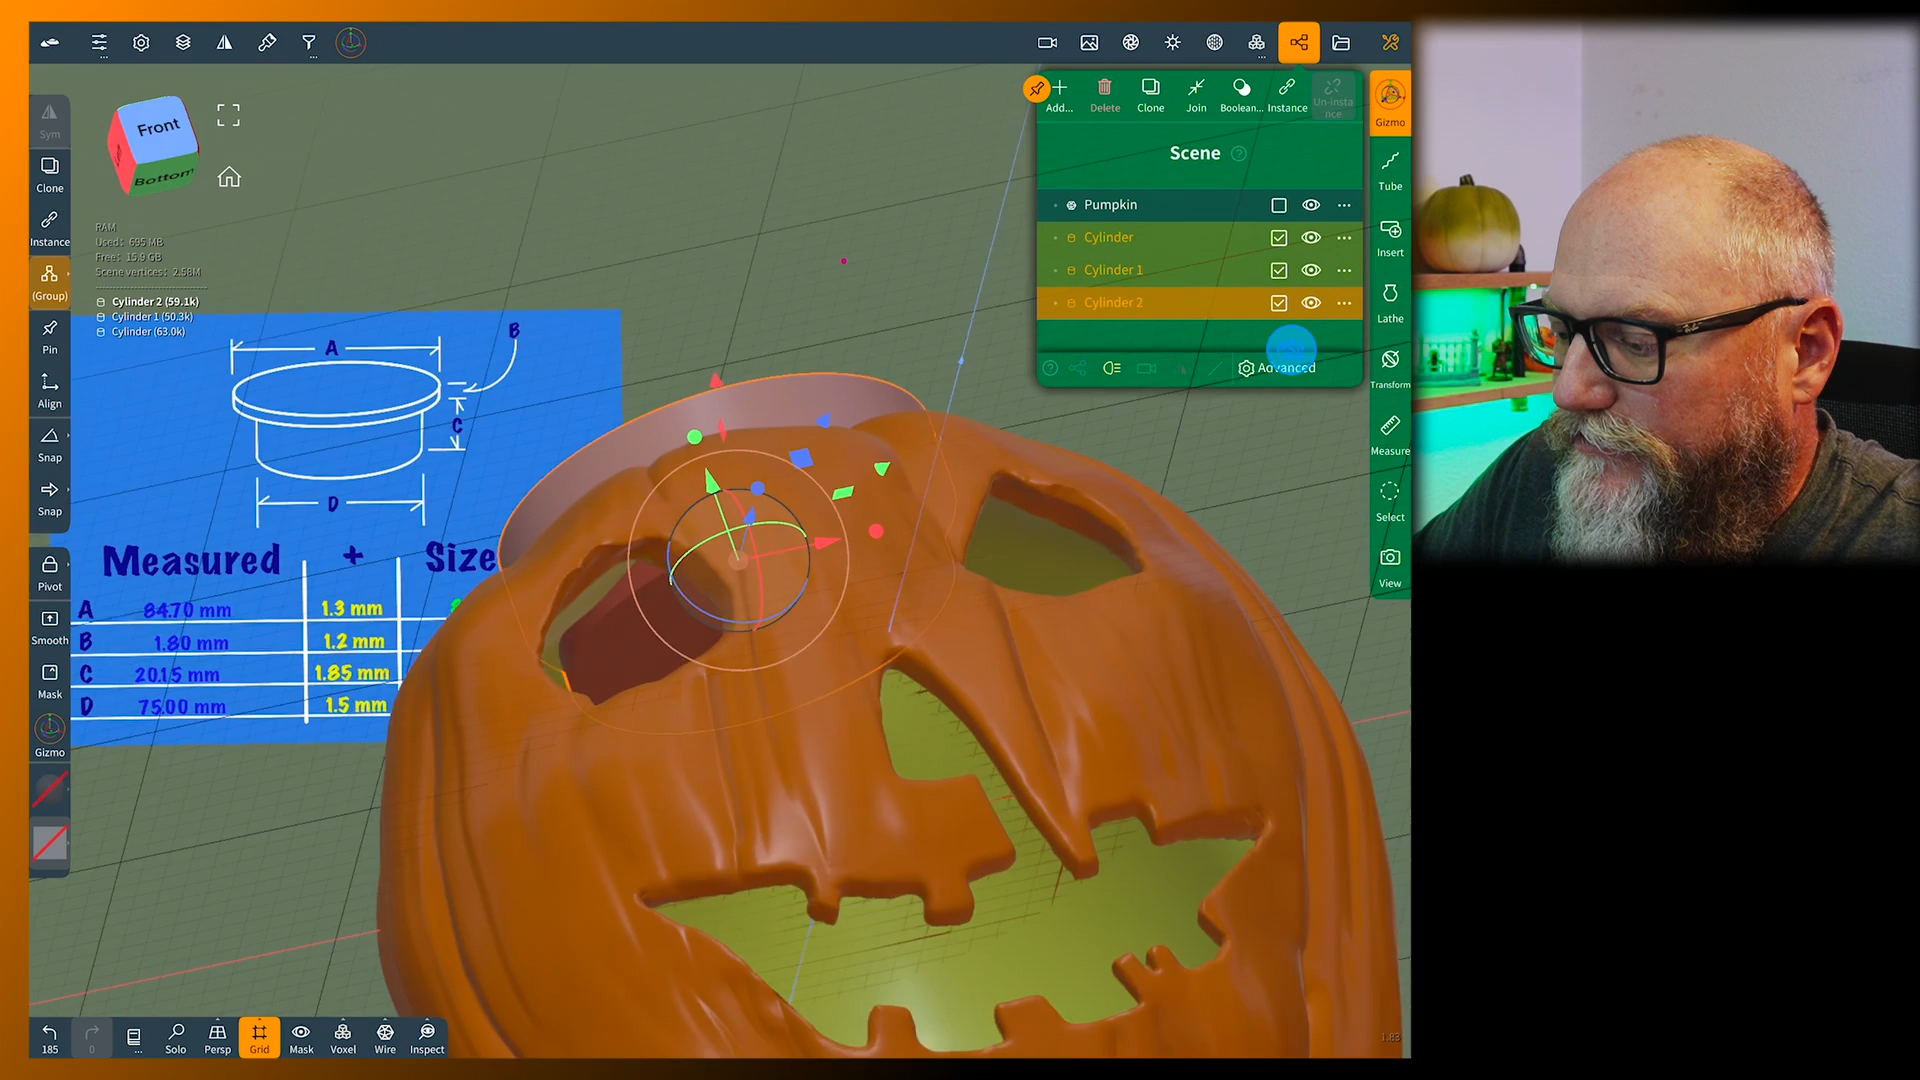 Add...
Delete
Clone
Join
Boolean...
Instance
Un-insta
nce
Sym
Front
Bottom
Scene
Gizmo
Clone
Pumpkin
Tube
Instance
RAM
Used: 695 MB
Free: 15.9 GB
Scene vertices: 2.58M
Cylinder
Insert
Cylinder 1
(Group)
Cylinder 2 (59.1k)
Cylinder 1 (50.3k)
Cylinder (63.0k)
Cylinder 2
Lathe
Pin
A
B
Advanced
Transform
Align
C
Measure
Snap
D
Snap
Select
Measured
+
Size
Pivot
View
A
84.70 mm
1.3 mm
Smooth
B
1.80 mm
1.2 mm
C
20.15 mm
1.85 mm
Mask
D
75.00 mm
1.5 mm
Gizmo
185
0
...
Solo
Persp
Grid
Mask
Voxel
Wire
Inspect
1.83